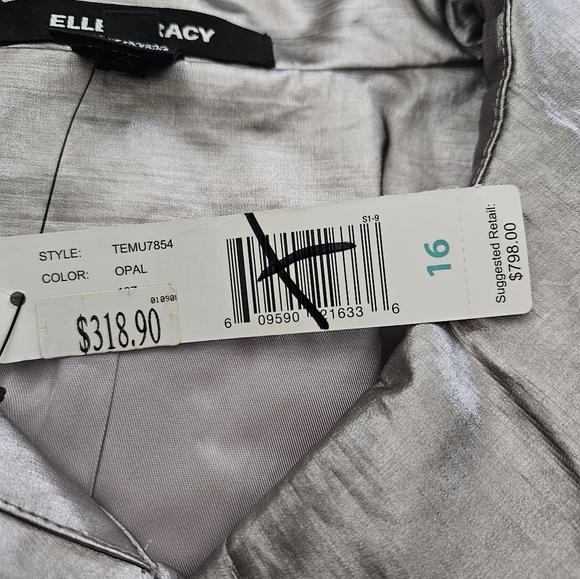 ELLE RACY
STYLE: TEMU7854
COLOR: OPAL
$318.90
S1-9
6 09590 21633 6
16
Suggested Retail:
$798.00